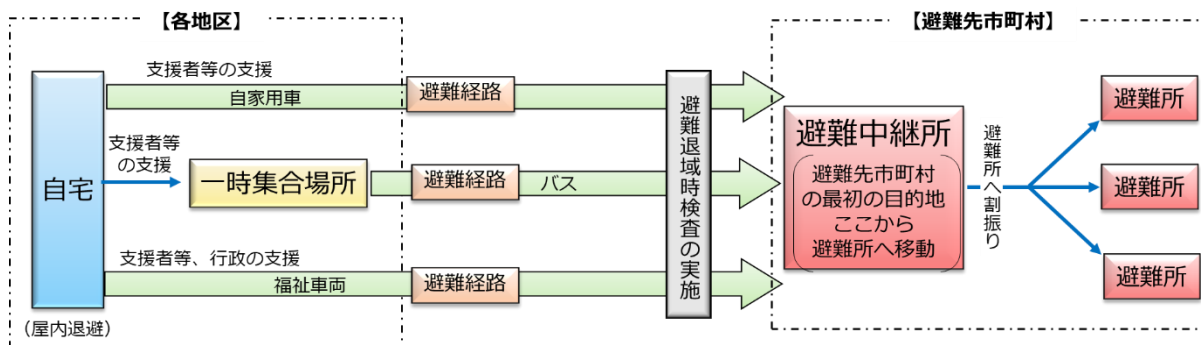 【各地区】
【避難先市町村】
自宅
(屋内退避)
支援者等の支援
自家用車
避難経路
支援者等
の支援
一時集合場所
避難経路
バス
支援者等、行政の支援
福祉車両
避難経路
避難退域時検査の実施
避難中継所
避難先市町村
の最初の目的地
ここから
避難所へ移動
避難所へ割振り
避難所
避難所
避難所